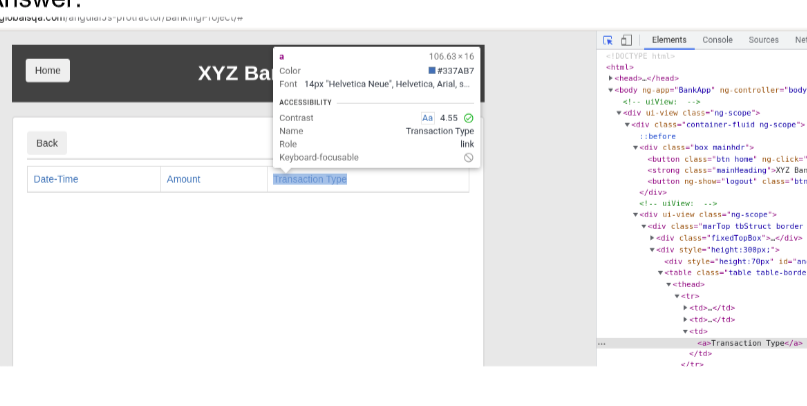 Answer:
globalsqa.com/angularJs-protractor/BankingProject/#
Home
XYZ Ba
a 106.63 × 16
Color #337AB7
Font 14px "Helvetica Neue", Helvetica, Arial, s...
ACCESSIBILITY
Contrast Aa 4.55
Name Transaction Type
Role link
Keyboard-focusable
Back
Date-Time Amount Transaction Type
Elements Console Sources Net
<!DOCTYPE html>
<html>
<head>…</head>
<body ng-app="BankApp" ng-controller="body
<!-- uiView: -->
<div ui-view class="ng-scope">
<div class="container-fluid ng-scope">
::before
<div class="box mainhdr">
<button class="btn home" ng-click="
<strong class="mainHeading">XYZ Ban
<button ng-show="logout" class="btn
</div>
<!-- uiView: -->
<div ui-view class="ng-scope">
<div class="marTop tbStruct border
<div class="fixedTopBox">…</div>
<div style="height:300px;">
<div style="height:70px" id="an
<table class="table table-borde
<thead>
<tr>
<td>…</td>
<td>…</td>
<td>
… <a>Transaction Type</a>
</td>
</tr>